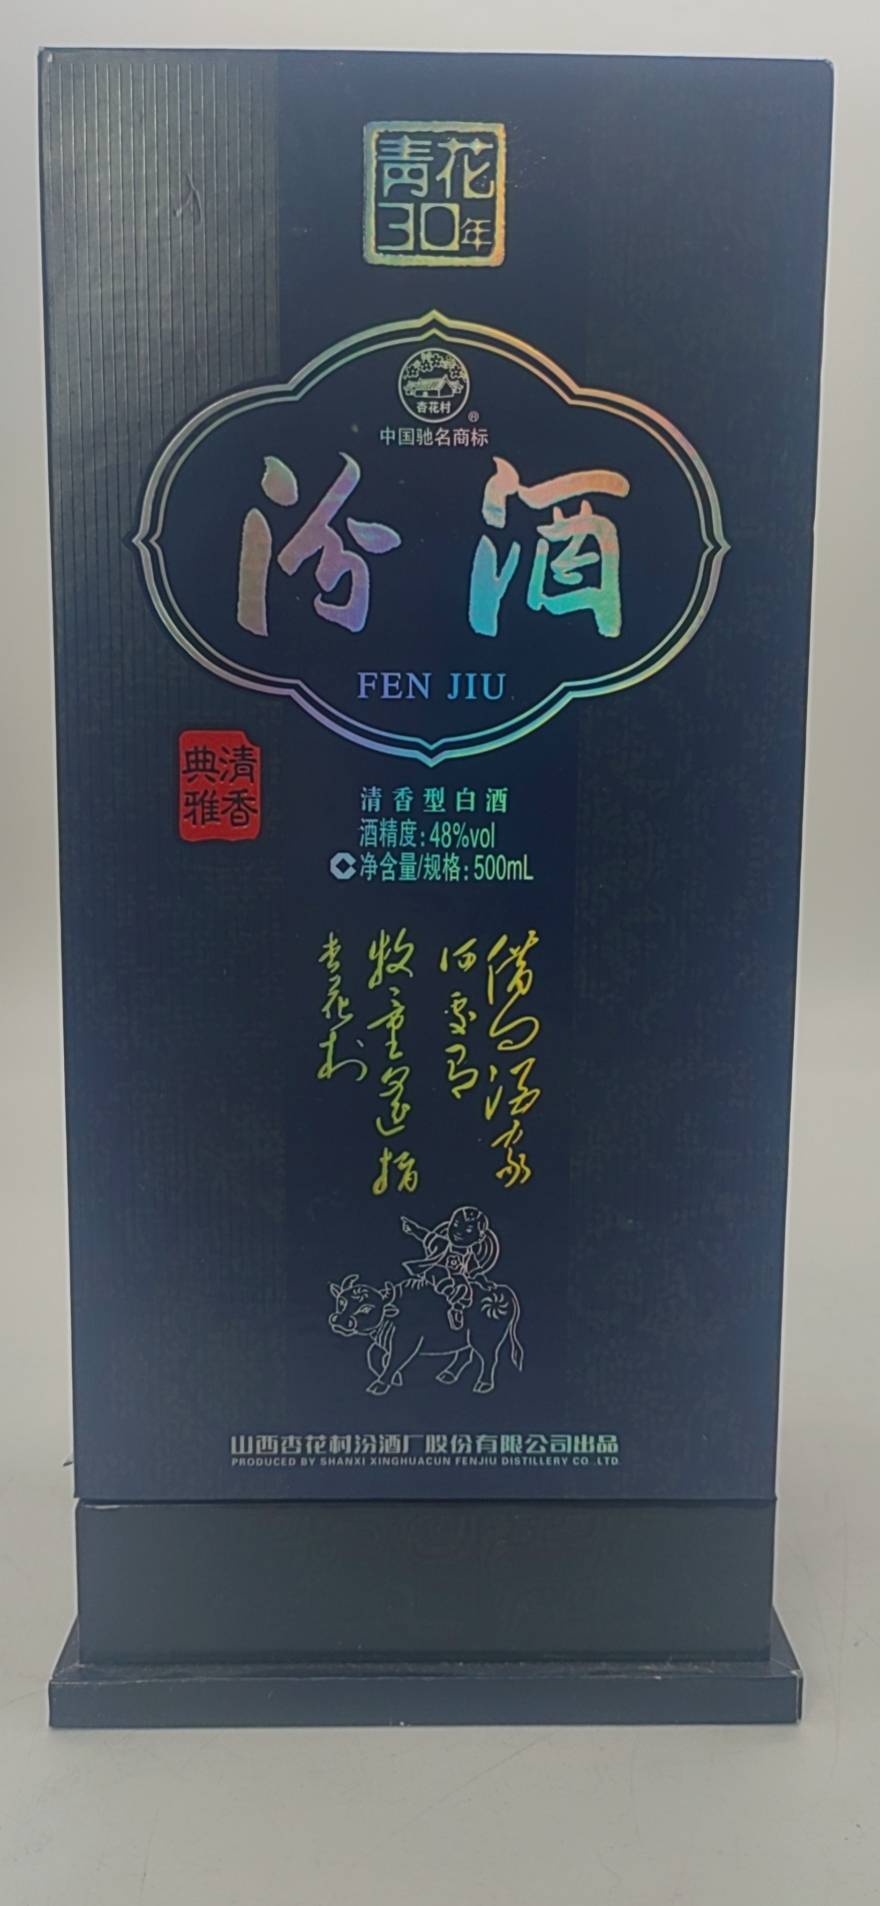 青花
30年
杏花村
®
中国驰名商标
汾酒
FEN JIU
清香
典雅
清香型白酒
酒精度:48%vol
净含量/规格:500mL
借问酒家
何处有
牧童遥指
杏花村
山西杏花村汾酒厂股份有限公司出品
PRODUCED BY SHANXI XINGHUACUN FENJIU DISTILLERY CO.,LTD